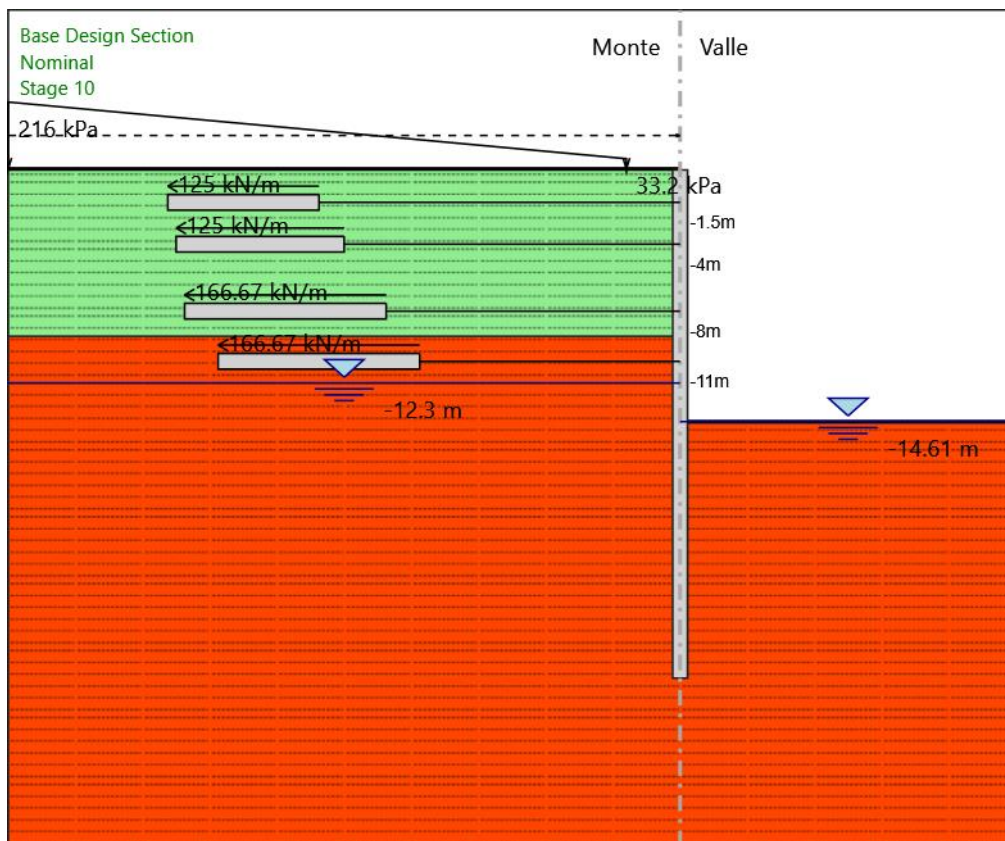 Base Design Section
Nominal
Stage 10
Monte
Valle
216 kPa
33.2 kPa
125 kN/m
-1.5m
125 kN/m
-4m
166.67 kN/m
-8m
166.67 kN/m
-11m
-12.3 m
-14.61 m